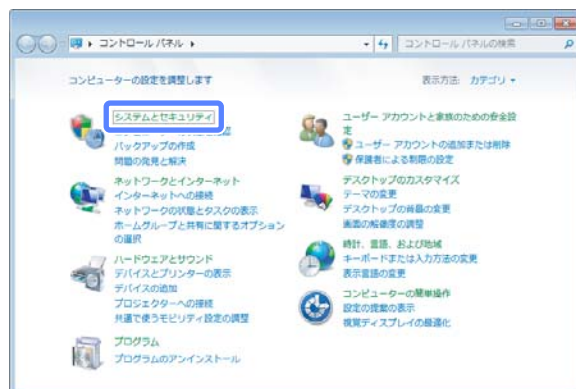 コントロール パネル
コントロール パネルの検索
コンピューターの設定を調整します
表示方法: カテゴリ
システムとセキュリティ
バックアップの作成
問題の発見と解決
ネットワークとインターネット
インターネットへの接続
ネットワークの状態とタスクの表示
ホームグループと共有に関するオプション
の選択
ハードウェアとサウンド
デバイスとプリンターの表示
デバイスの追加
プロジェクターへの接続
共通で使うモビリティ設定の調整
プログラム
プログラムのアンインストール
ユーザー アカウントと家族のための安全設
定
ユーザー アカウントの追加または削除
保護者による制限の設定
デスクトップのカスタマイズ
テーマの変更
デスクトップの背景の変更
画面の解像度の調整
時計、言語、および地域
キーボードまたは入力方法の変更
表示言語の変更
コンピューターの簡単操作
設定の提案の表示
視覚ディスプレイの最適化